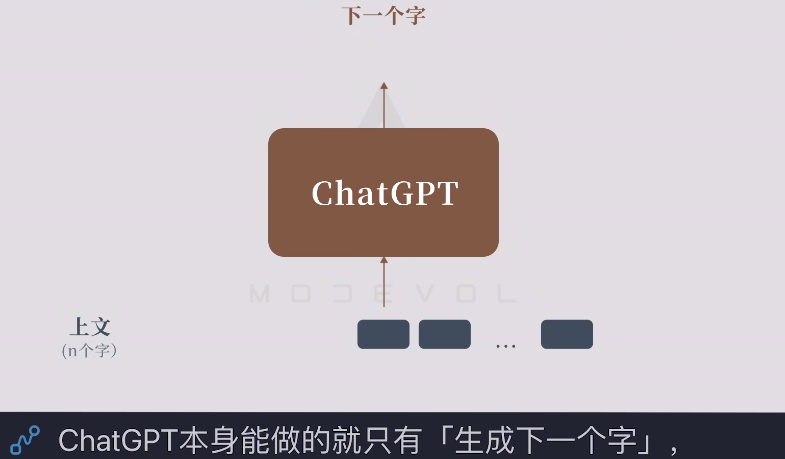 下一个字
ChatGPT
MODEVOL
上文
(n个字)
...
ChatGPT本身能做的就只有「生成下一个字」，